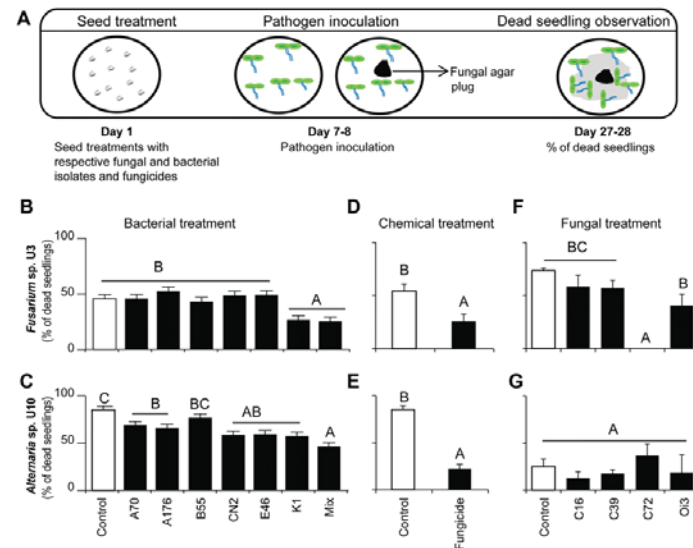 A
Seed treatment
Pathogen inoculation
Dead seedling observation
Fungal agar
plug
Day 1
Seed treatments with
respective fungal and bacterial
isolates and fungicides
Day 7-8
Pathogen inoculation
Day 27-28
% of dead seedlings
B
Bacterial treatment
D
Chemical treatment
F
Fungal treatment
Fusarium sp. U3
(% of dead seedlings)
100
50
0
B
A
B
A
BC
A
B
C
E
G
Alternaria sp. U10
(% of dead seedlings)
100
50
0
C
B
BC
AB
A
B
A
A
Control
A70
A176
B55
CN2
E46
K1
Mix
Control
Fungicide
Control
C16
C39
C72
Oi3